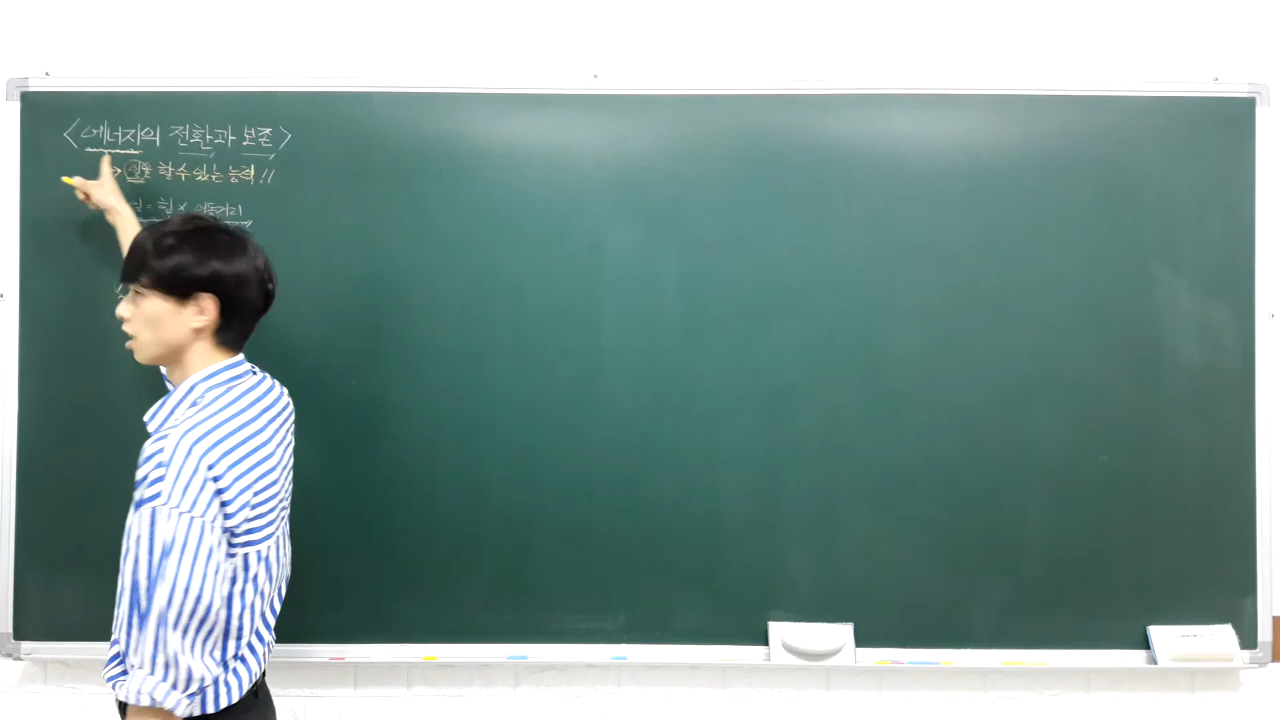 <에너지의 전환과 보존>
→ 일을 할 수 있는 능력!!
일 = 힘 × 이동거리